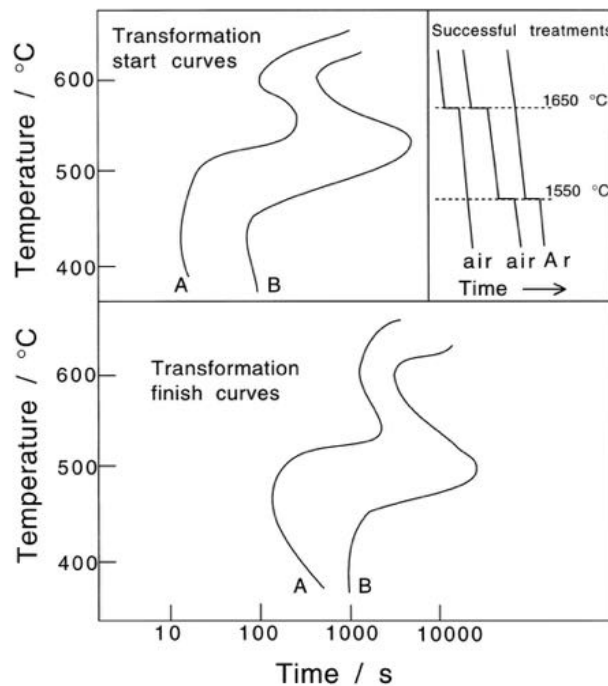 Transformation
start curves
Successful treatments
Temperature / °C
600
500
400
A
B
1650 °C
1550 °C
air air Ar
Time
Transformation
finish curves
Temperature / °C
600
500
400
A
B
10 100 1000 10000
Time / s